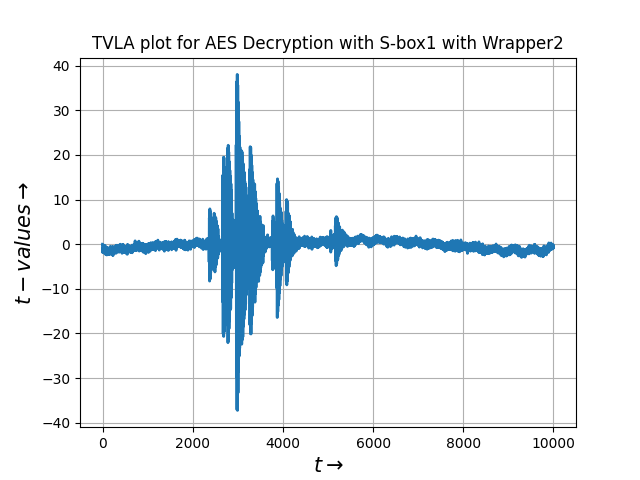 TVLA plot for AES Decryption with S-box1 with Wrapper2
40
30
20
10
0
−10
−20
−30
−40
t − values →
0 2000 4000 6000 8000 10000
t →